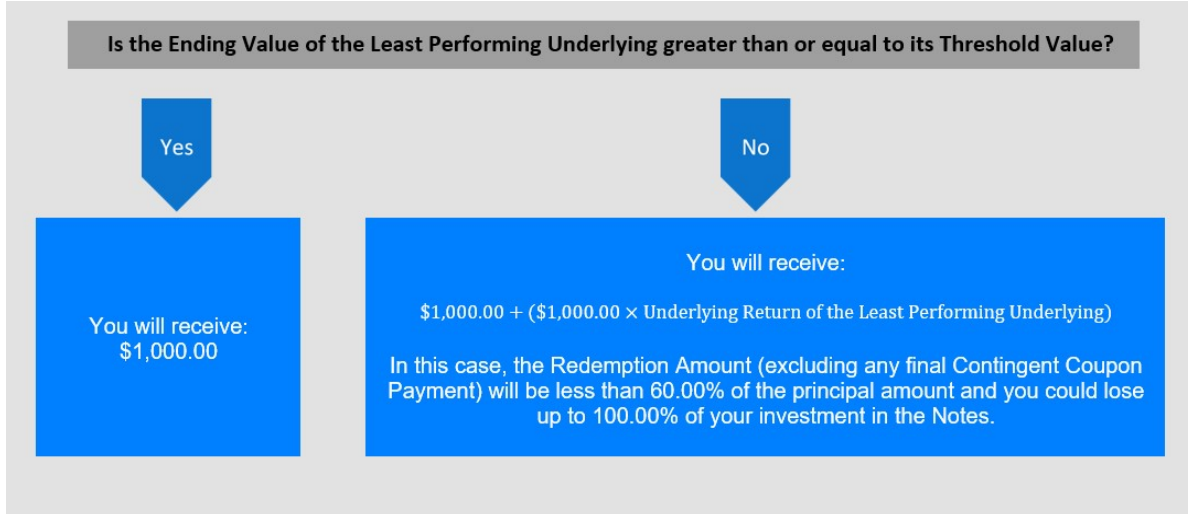 Is the Ending Value of the Least Performing Underlying greater than or equal to its Threshold Value?
Yes
No
You will receive:
$1,000.00
You will receive:
$1,000.00 + ($1,000.00 × Underlying Return of the Least Performing Underlying)
In this case, the Redemption Amount (excluding any final Contingent Coupon
Payment) will be less than 60.00% of the principal amount and you could lose
up to 100.00% of your investment in the Notes.